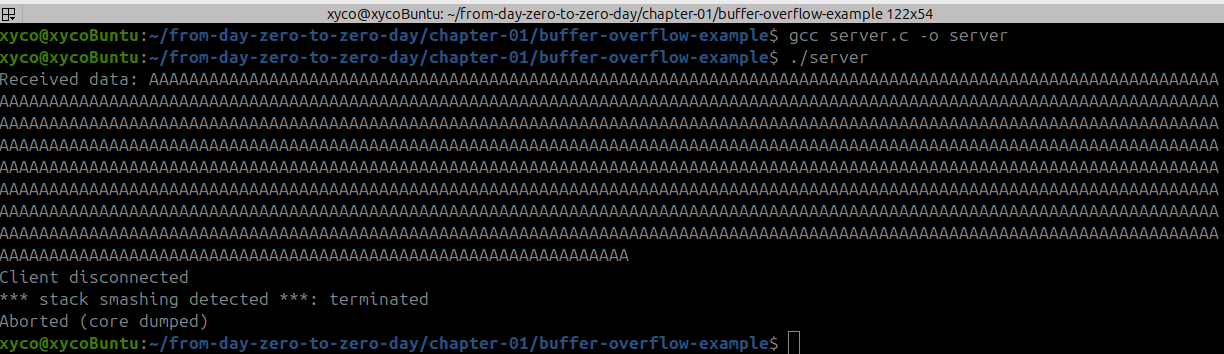 xyco@xycoBuntu: ~/from-day-zero-to-zero-day/chapter-01/buffer-overflow-example 122x54
xyco@xycoBuntu:~/from-day-zero-to-zero-day/chapter-01/buffer-overflow-example$ gcc server.c -o server
xyco@xycoBuntu:~/from-day-zero-to-zero-day/chapter-01/buffer-overflow-example$ ./server
Received data: AAAAAAAAAAAAAAAAAAAAAAAAAAAAAAAAAAAAAAAAAAAAAAAAAAAAAAAAAAAAAAAAAAAAAAAAAAAAAAAAAAAAAAAAAAAAAAAAAAAAAAAAAAA
AAAAAAAAAAAAAAAAAAAAAAAAAAAAAAAAAAAAAAAAAAAAAAAAAAAAAAAAAAAAAAAAAAAAAAAAAAAAAAAAAAAAAAAAAAAAAAAAAAAAAAAAAAAAAAAAAAAAAAAAAA
AAAAAAAAAAAAAAAAAAAAAAAAAAAAAAAAAAAAAAAAAAAAAAAAAAAAAAAAAAAAAAAAAAAAAAAAAAAAAAAAAAAAAAAAAAAAAAAAAAAAAAAAAAAAAAAAAAAAAAAAAA
AAAAAAAAAAAAAAAAAAAAAAAAAAAAAAAAAAAAAAAAAAAAAAAAAAAAAAAAAAAAAAAAAAAAAAAAAAAAAAAAAAAAAAAAAAAAAAAAAAAAAAAAAAAAAAAAAAAAAAAAAA
AAAAAAAAAAAAAAAAAAAAAAAAAAAAAAAAAAAAAAAAAAAAAAAAAAAAAAAAAAAAAAAAAAAAAAAAAAAAAAAAAAAAAAAAAAAAAAAAAAAAAAAAAAAAAAAAAAAAAAAAAA
AAAAAAAAAAAAAAAAAAAAAAAAAAAAAAAAAAAAAAAAAAAAAAAAAAAAAAAAAAAAAAAAAAAAAAAAAAAAAAAAAAAAAAAAAAAAAAAAAAAAAAAAAAAAAAAAAAAAAAAAAA
AAAAAAAAAAAAAAAAAAAAAAAAAAAAAAAAAAAAAAAAAAAAAAAAAAAAAAAAAAAAAAAAAAAAAAAAAAAAAAAAAAAAAAAAAAAAAAAAAAAAAAAAAAAAAAAAAAAAAAAAAA
AAAAAAAAAAAAAAAAAAAAAAAAAAAAAAAAAAAAAAAAAAAAAAAAAAAAAAAAAAAAAAAAAAAAAAAAAAAAAAAAAAAAAAAAAAAAAAAAAAAAAAAAAAAAAAAAAAAAAAAAAA
AAAAAAAAAAAAAAAAAAAAAAAAAAAAAAAAAAAAAAAAAAAAAAAAAAAAAAAAAAAAAAA
Client disconnected
*** stack smashing detected ***: terminated
Aborted (core dumped)
xyco@xycoBuntu:~/from-day-zero-to-zero-day/chapter-01/buffer-overflow-example$